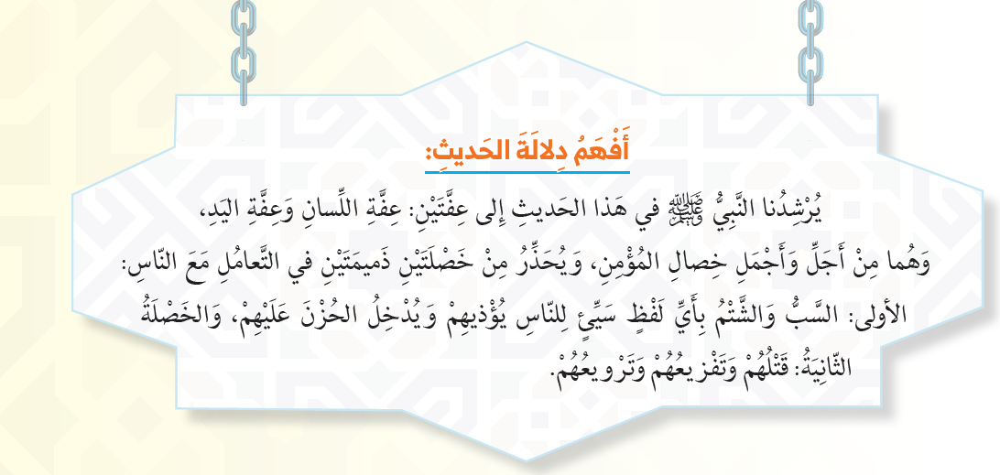 أَفْهَمُ دِلالَةَ الحَديثِ:
يُرْشِدُنا النَّبِيُّ ﷺ في هَذا الحَديثِ إِلى عِفَّتَيْنِ: عِفَّةِ اللِّسانِ وَعِفَّةِ اليَدِ،
وَهُما مِنْ أَجَلِّ وَأَجْمَلِ خِصالِ المُؤْمِنِ، وَيُحَذِّرُ مِنْ خَصْلَتَيْنِ ذَميمَتَيْنِ في التَّعامُلِ مَعَ النّاسِ:
الأولى: السَّبُّ وَالشَّتْمُ بِأَيِّ لَفْظٍ سَيِّئٍ لِلنّاسِ يُؤْذيهِمْ وَيُدْخِلُ الحُزْنَ عَلَيْهِمْ، وَالخَصْلَةُ
الثّانِيَةُ: قَتْلُهُمْ وَتَفْزيعُهُمْ وَتَرْويعُهُمْ.